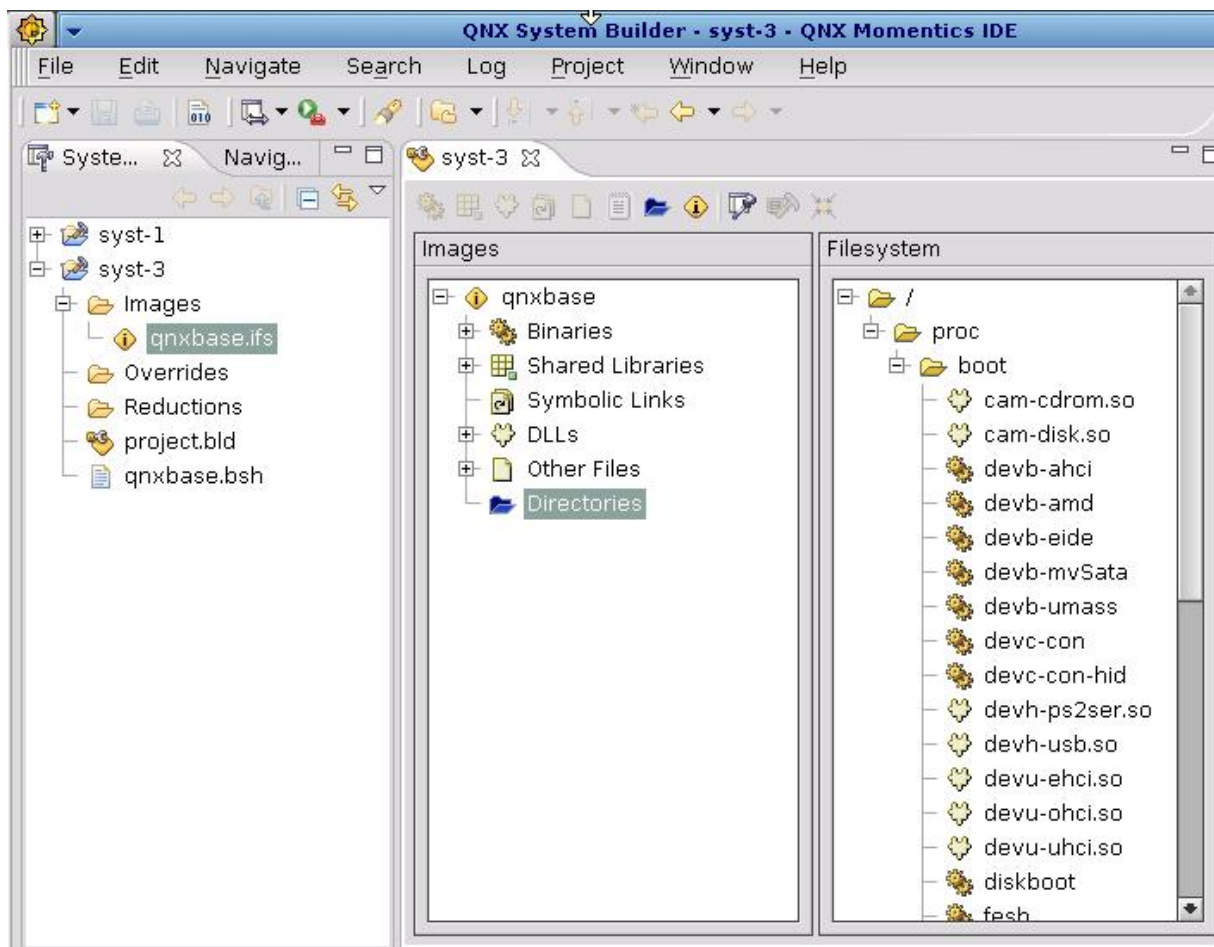 QNX System Builder - syst-3 - QNX Momentics IDE
File Edit Navigate Search Log Project Window Help
010
Syste... Navig...
syst-3
syst-1
syst-3
Images
qnxbase.ifs
Overrides
Reductions
project.bld
qnxbase.bsh
Images
qnxbase
Binaries
Shared Libraries
Symbolic Links
DLLs
Other Files
Directories
Filesystem
/
proc
boot
cam-cdrom.so
cam-disk.so
devb-ahci
devb-amd
devb-eide
devb-mvSata
devb-umass
devc-con
devc-con-hid
devh-ps2ser.so
devh-usb.so
devu-ehci.so
devu-ohci.so
devu-uhci.so
diskboot
fesh